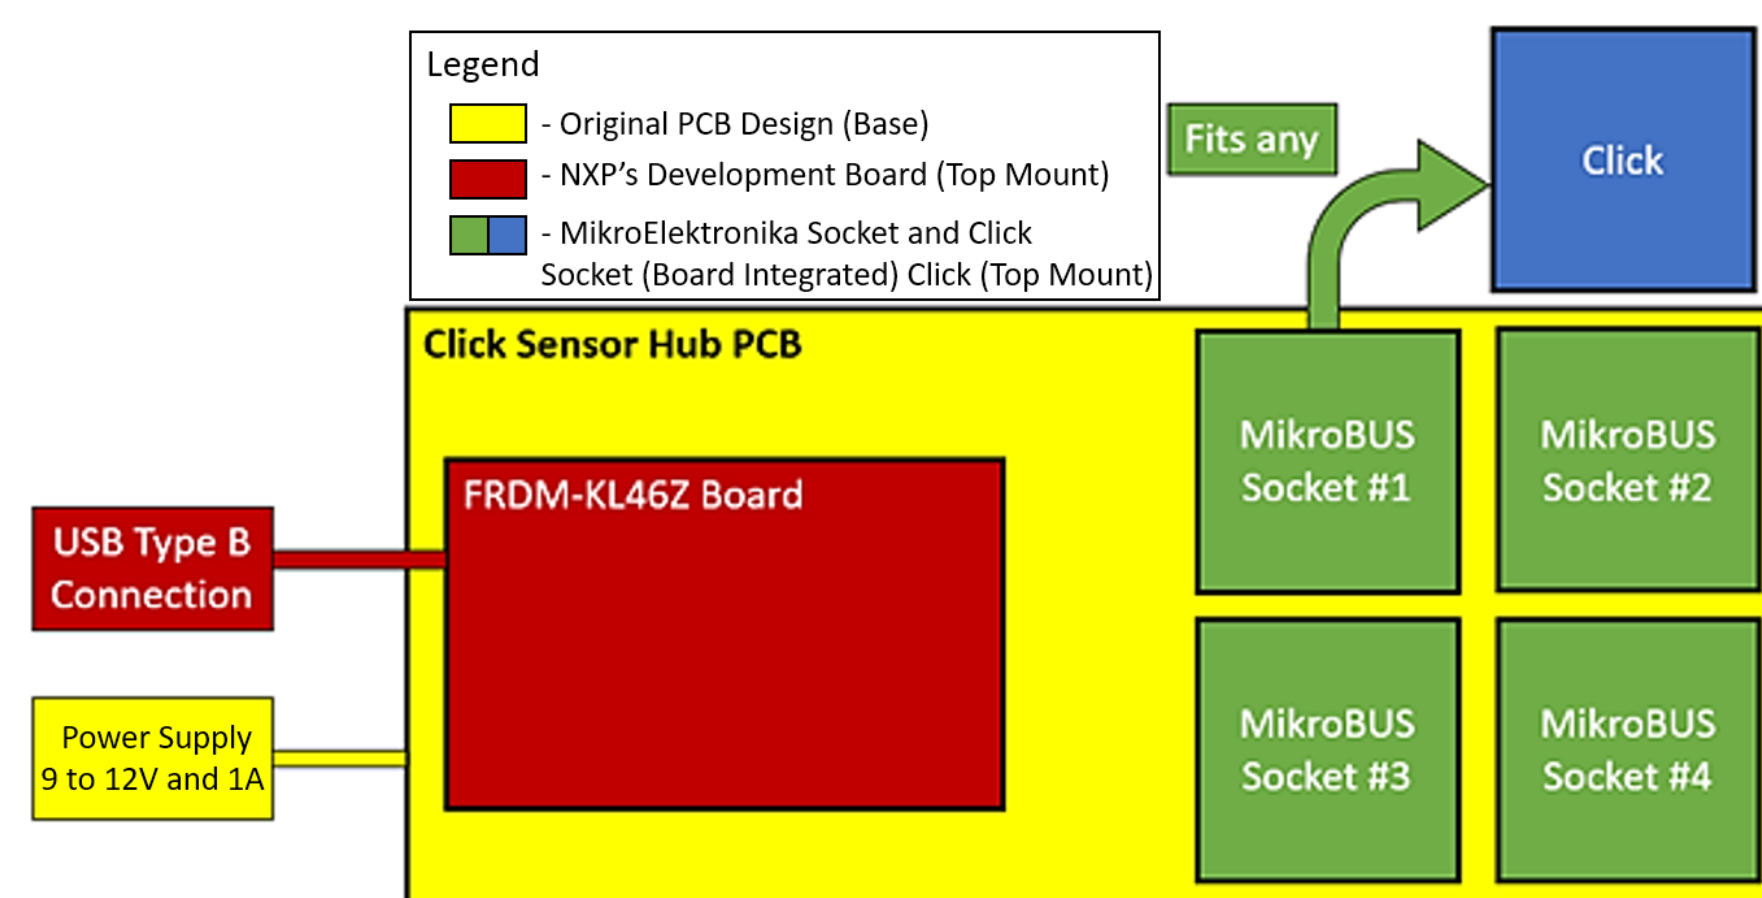 Legend
- Original PCB Design (Base)
- NXP's Development Board (Top Mount)
- MikroElektronika Socket and Click
Socket (Board Integrated) Click (Top Mount)
Fits any
Click
Click Sensor Hub PCB
FRDM-KL46Z Board
USB Type B
Connection
Power Supply
9 to 12V and 1A
MikroBUS
Socket #1
MikroBUS
Socket #2
MikroBUS
Socket #3
MikroBUS
Socket #4